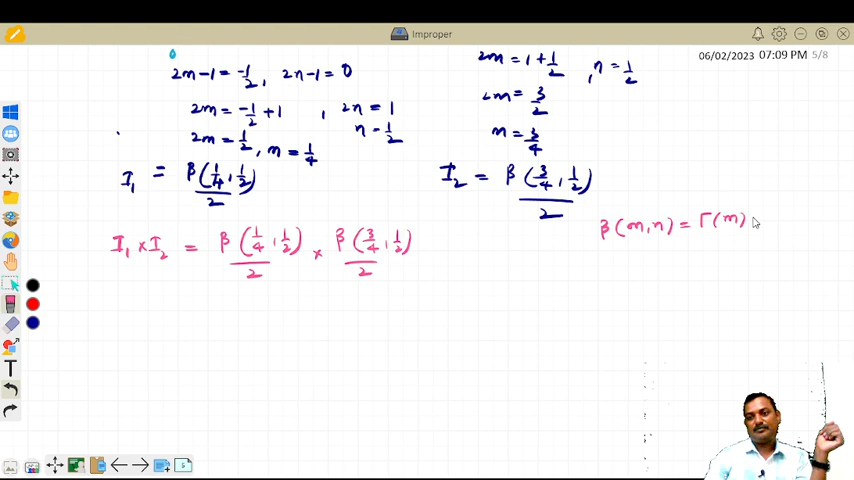 Improper
06/02/2023 07:09 PM 5/8
0
2m-1 = -1/2, 2n-1 = 0
2m = -1/2 + 1 , 2n = 1
n = 1/2
2m = 1/2, m = 1/4
I₁ = β(1/4, 1/2)/2
2m = 1 + 1/2, n = 1/2
2m = 3/2
m = 3/4
I₂ = β(3/4, 1/2)/2
β(m,n) = Γ(m)
I₁ × I₂ = β(1/4, 1/2)/2 × β(3/4, 1/2)/2
T
5